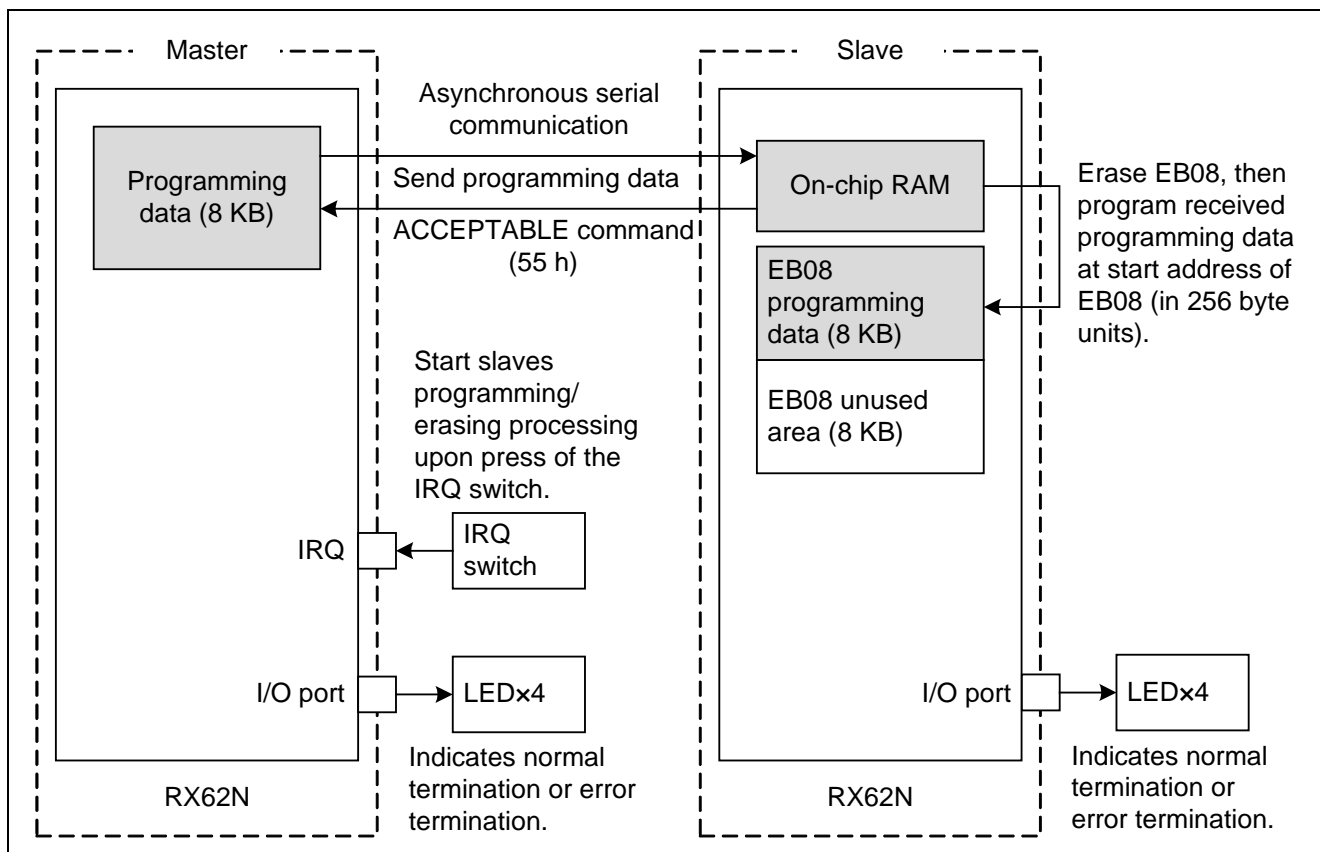 Master
Programming
data (8 KB)
IRQ
I/O port
RX62N
Asynchronous serial
communication
Send programming data
ACCEPTABLE command
(55 h)
Start slaves
programming/
erasing processing
upon press of the
IRQ switch.
IRQ
switch
LED×4
Indicates normal
termination or error
termination.
Slave
On-chip RAM
EB08
programming
data (8 KB)
EB08 unused
area (8 KB)
I/O port
RX62N
Erase EB08, then
program received
programming data
at start address of
EB08 (in 256 byte
units).
LED×4
Indicates normal
termination or
error termination.